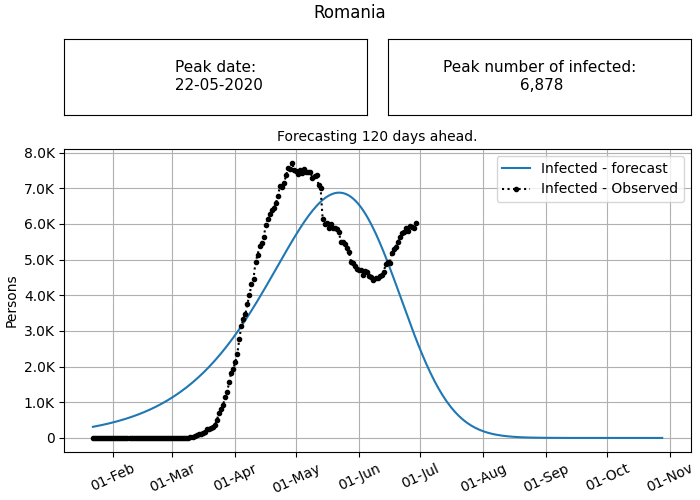 Romania
Peak date:
22-05-2020
Peak number of infected:
6,878
Forecasting 120 days ahead.
8.0K
7.0K
6.0K
5.0K
4.0K
3.0K
2.0K
1.0K
0
Persons
Infected - forecast
Infected - Observed
01-Feb
01-Mar
01-Apr
01-May
01-Jun
01-Jul
01-Aug
01-Sep
01-Oct
01-Nov